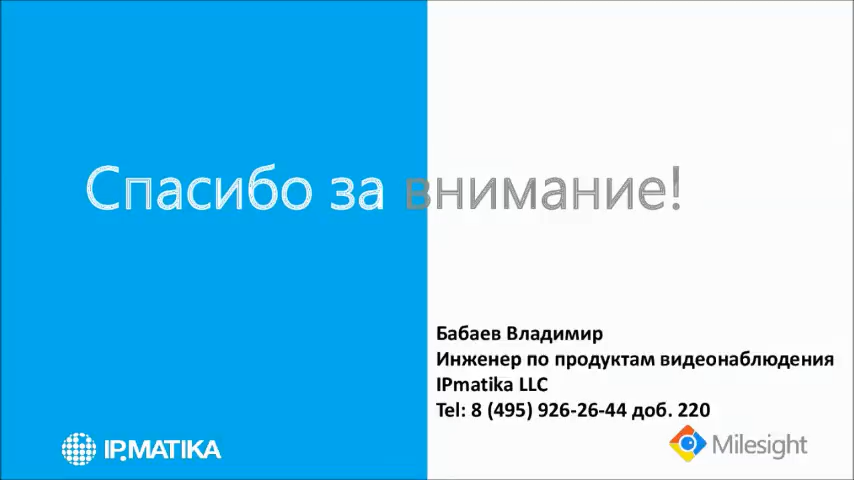 Спасибо за внимание!
Бабаев Владимир
Инженер по продуктам видеонаблюдения
IPmatika LLC
Tel: 8 (495) 926-26-44 доб. 220
IP.MATIKA
Milesight